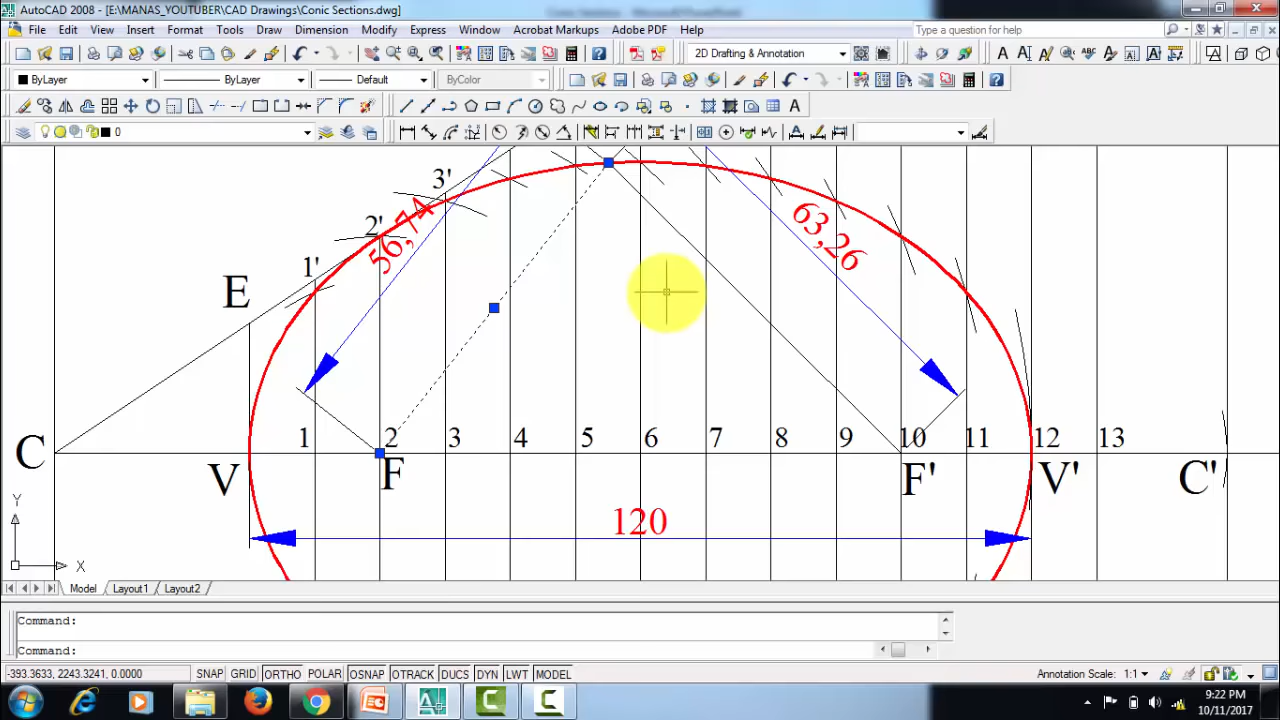 AutoCAD 2008 - [E:\MANAS_YOUTUBER\CAD Drawings\Conic Sections.dwg]
File Edit View Insert Format Tools Draw Dimension Modify Express Window Acrobat Markups Adobe PDF Help
Type a question for help
2D Drafting & Annotation
ByLayer ByLayer Default ByColor
0
3'
2'
1'
56,74
63,26
E
C
1 2 3 4 5 6 7 8 9 10 11 12 13
V F F' V' C'
120
Y
X
Model Layout1 Layout2
Command:
Command:
-393.3633, 2243.3241, 0.0000 SNAP GRID ORTHO POLAR OSNAP OTRACK DUCS DYN LWT MODEL Annotation Scale: 1:1
9:22 PM
10/11/2017